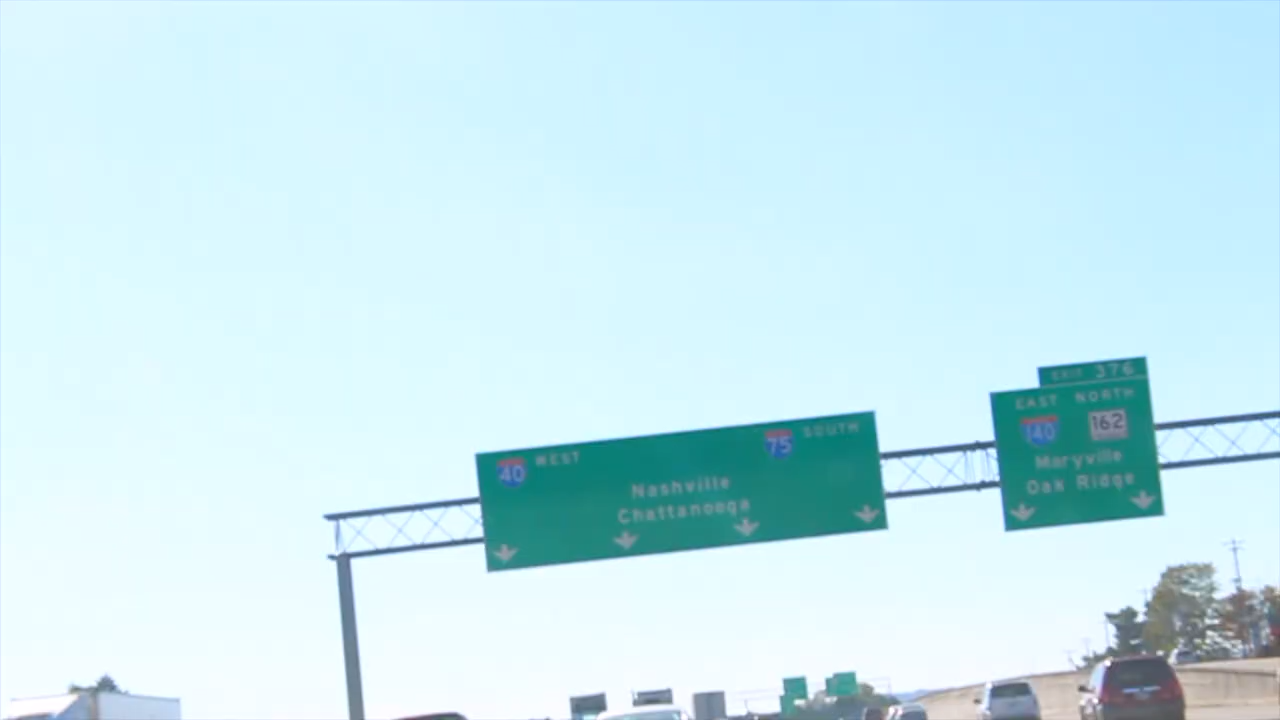 40 WEST 75 SOUTH
Nashville
Chattanooga
EXIT 376
EAST NORTH
140 162
Maryville
Oak Ridge